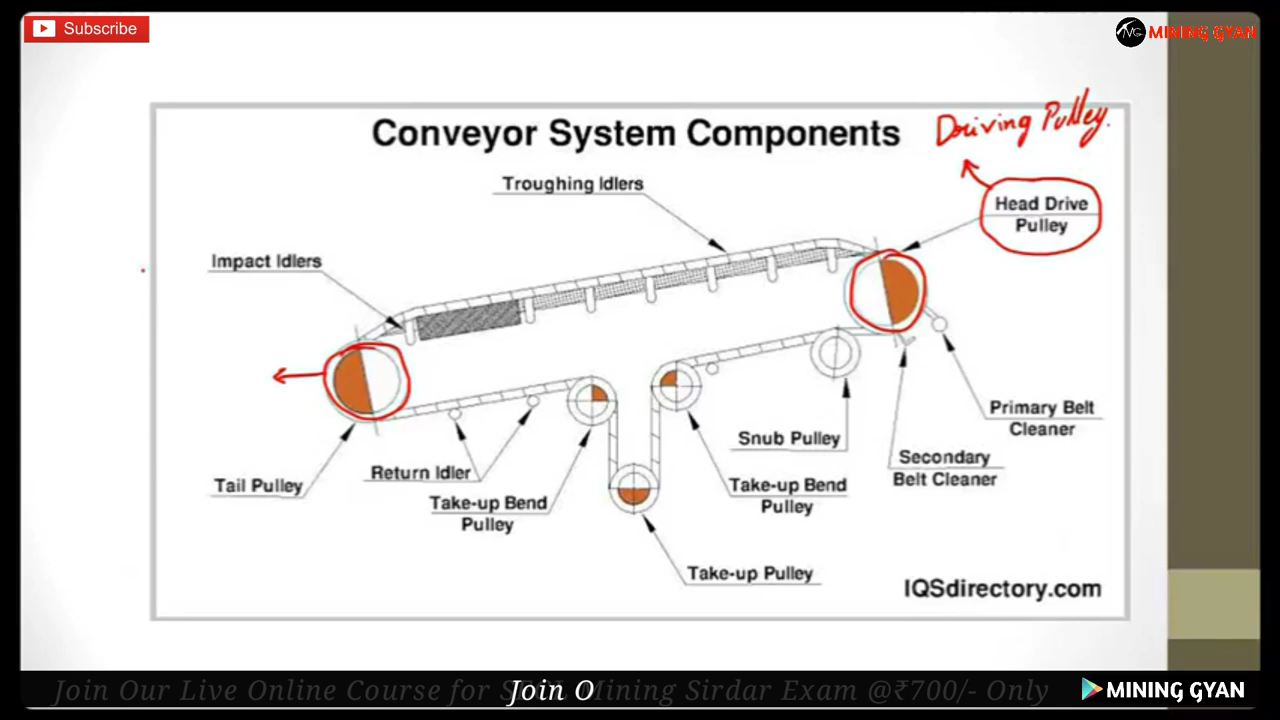 Subscribe
NG
MINING GYAN
Conveyor System Components
Driving Pulley.
Troughing Idlers
Head Drive
Pulley
Impact Idlers
Primary Belt
Cleaner
Snub Pulley
Secondary
Belt Cleaner
Return Idler
Tail Pulley
Take-up Bend
Pulley
Take-up Bend
Pulley
Take-up Pulley
IQSdirectory.com
Join Our Live Online Course for Mining Sirdar Exam @₹700/- Only
Join O
MINING GYAN